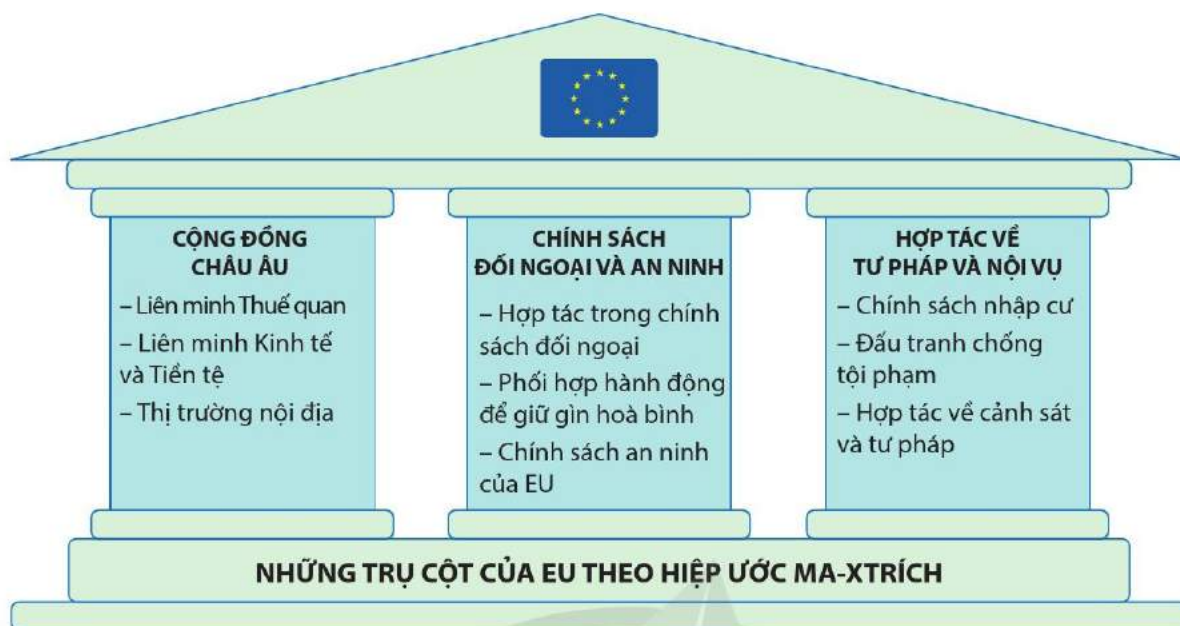 CỘNG ĐỒNG
CHÂU ÂU
– Liên minh Thuế quan
– Liên minh Kinh tế
và Tiền tệ
– Thị trường nội địa
CHÍNH SÁCH
ĐỐI NGOẠI VÀ AN NINH
– Hợp tác trong chính
sách đối ngoại
– Phối hợp hành động
để giữ gìn hoà bình
– Chính sách an ninh
của EU
HỢP TÁC VỀ
TƯ PHÁP VÀ NỘI VỤ
– Chính sách nhập cư
– Đấu tranh chống
tội phạm
– Hợp tác về cảnh sát
và tư pháp
NHỮNG TRỤ CỘT CỦA EU THEO HIỆP ƯỚC MA-XTRÍCH